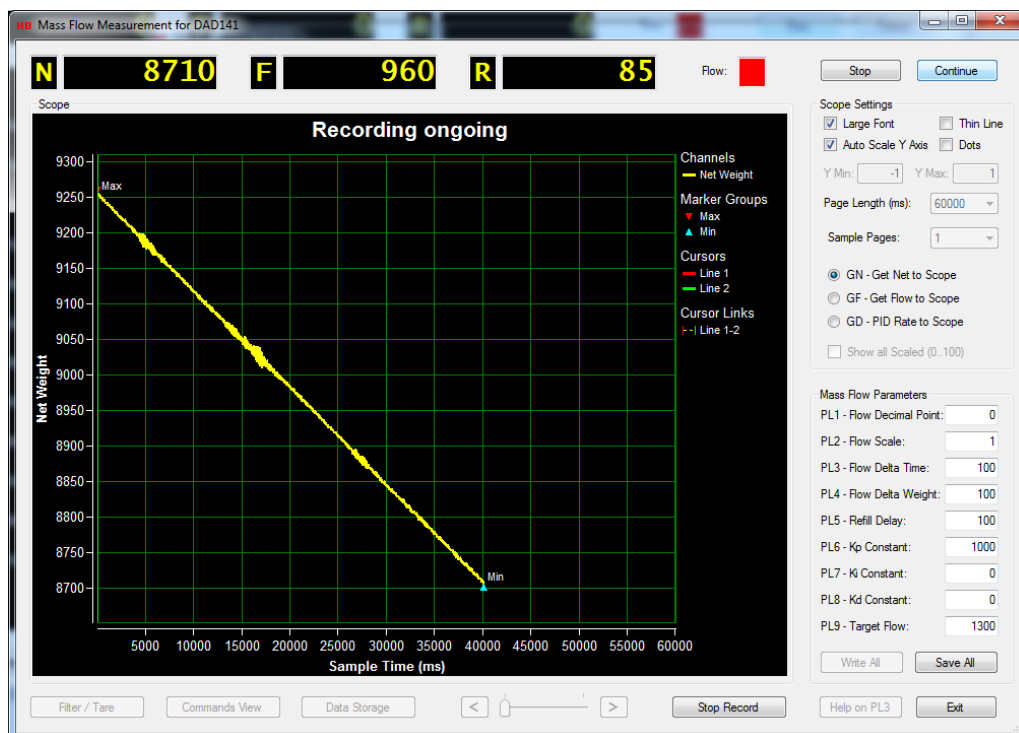 HB Mass Flow Measurement for DAD141
N 8710 F 960 R 85 Flow: Stop Continue
Scope
Recording ongoing
9300
9250
9200
9150
9100
9050
9000
8950
8900
8850
8800
8750
8700
Net Weight
Max
Min
5000 10000 15000 20000 25000 30000 35000 40000 45000 50000 55000 60000
Sample Time (ms)
Channels
Net Weight
Marker Groups
Max
Min
Cursors
Line 1
Line 2
Cursor Links
Line 1-2
Scope Settings
Large Font Thin Line
Auto Scale Y Axis Dots
Y Min: -1 Y Max: 1
Page Length (ms): 60000
Sample Pages: 1
GN - Get Net to Scope
GF - Get Flow to Scope
GD - PID Rate to Scope
Show all Scaled (0..100)
Mass Flow Parameters
PL1 - Flow Decimal Point: 0
PL2 - Flow Scale: 1
PL3 - Flow Delta Time: 100
PL4 - Flow Delta Weight: 100
PL5 - Refill Delay: 100
PL6 - Kp Constant: 1000
PL7 - Ki Constant: 0
PL8 - Kd Constant: 0
PL9 - Target Flow: 1300
Write All Save All
Filter / Tare Commands View Data Storage < > Stop Record Help on PL3 Exit